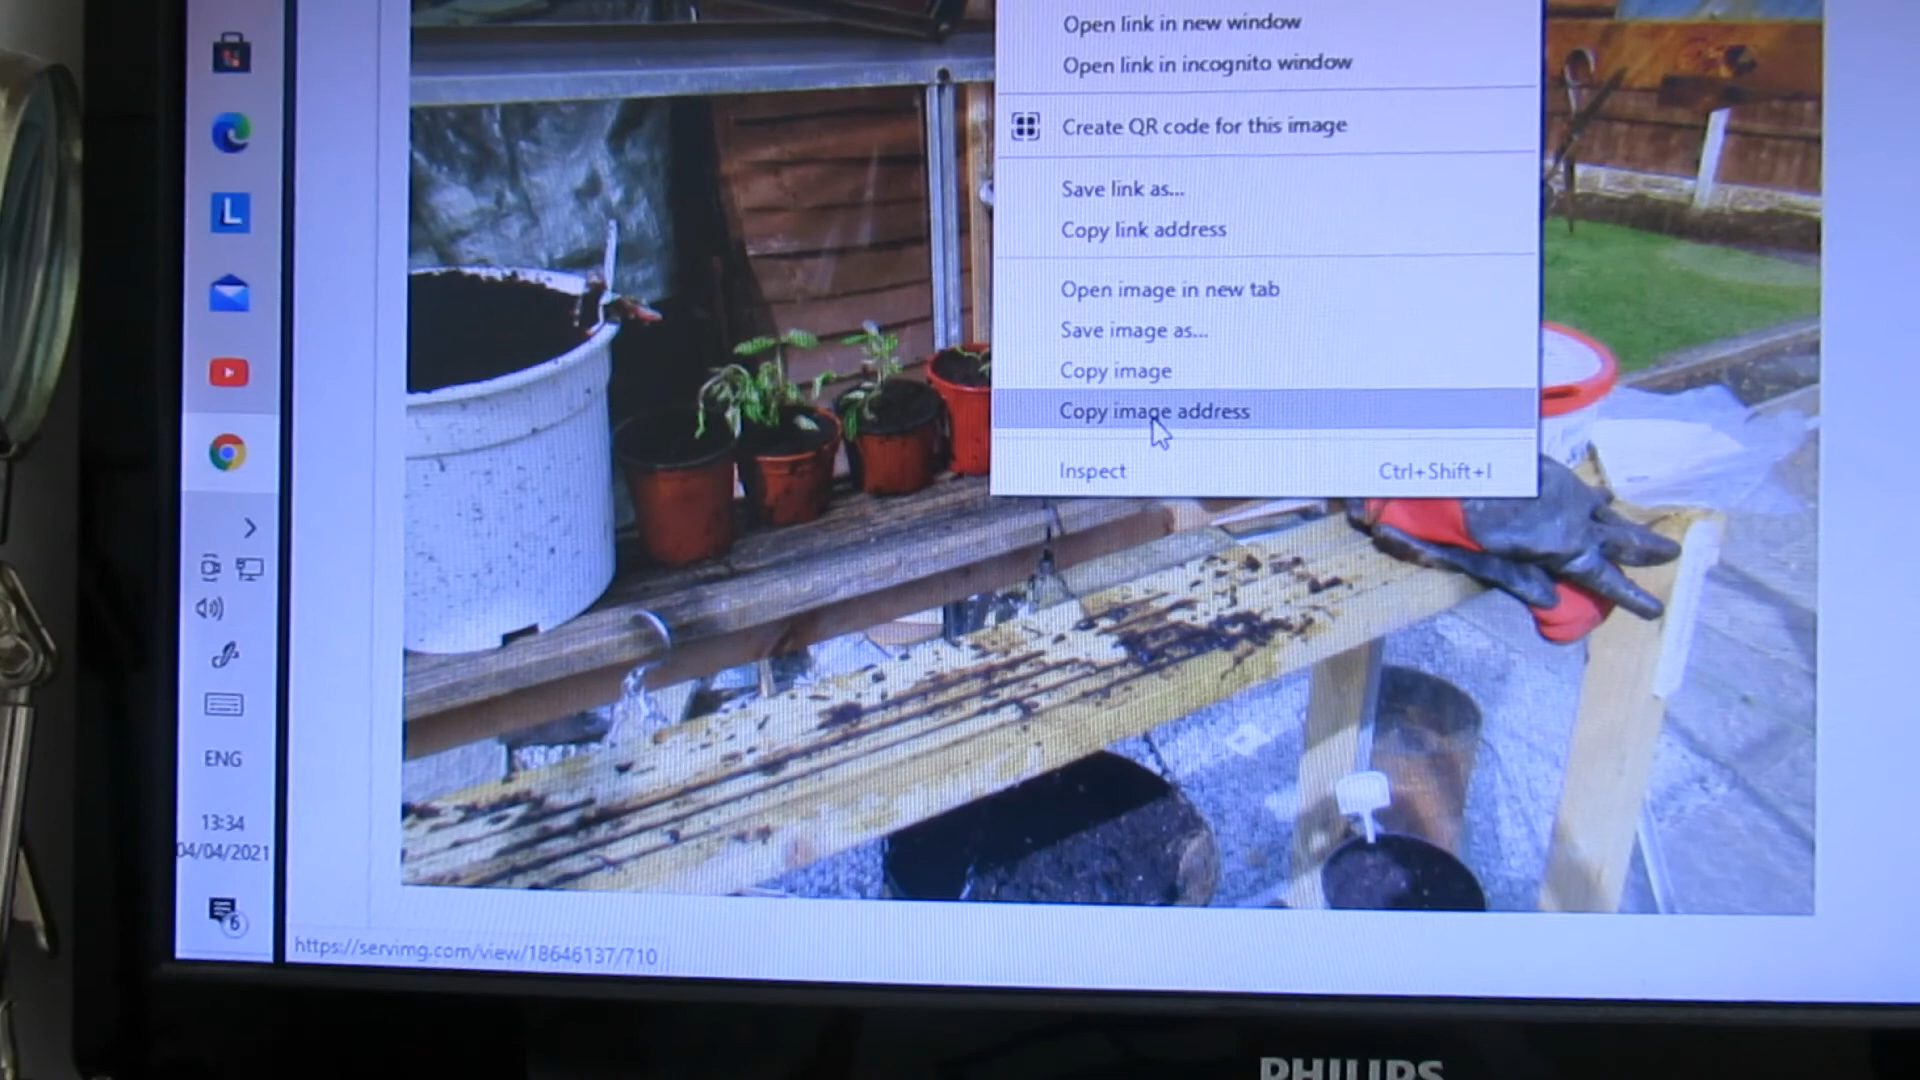 Open link in new window
Open link in incognito window
Create QR code for this image
Save link as...
Copy link address
Open image in new tab
Save image as...
Copy image
Copy image address
Inspect Ctrl+Shift+I
L
ENG
13:34
04/04/2021
6
https://servimg.com/view/18646137/710
PHILIPS